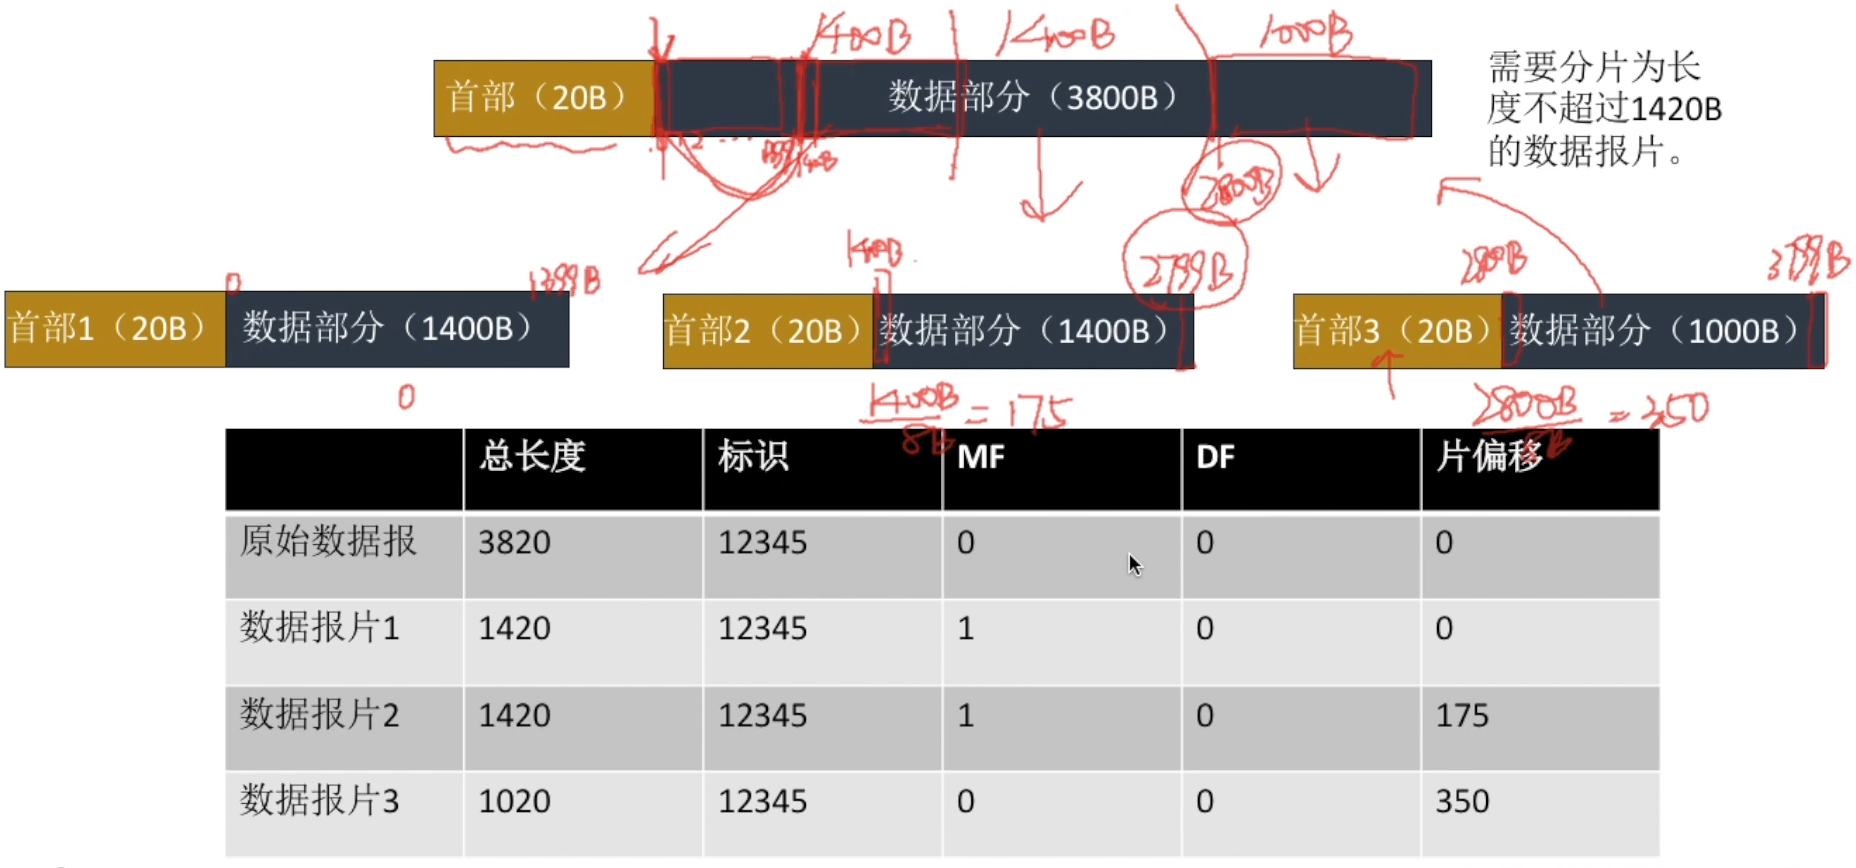 1400B 1400B 1000B
首部（20B） 数据部分（3800B）
需要分片为长
度不超过1420B
的数据报片。
2800B
0 1399B 1400B 2799B 2800B 3799B
首部1（20B） 数据部分（1400B） 首部2（20B） 数据部分（1400B） 首部3（20B） 数据部分（1000B）
0
1400B/8B = 175
2800B/8B = 350
总长度 标识 MF DF 片偏移
原始数据报 3820 12345 0 0 0
数据报片1 1420 12345 1 0 0
数据报片2 1420 12345 1 0 175
数据报片3 1020 12345 0 0 350